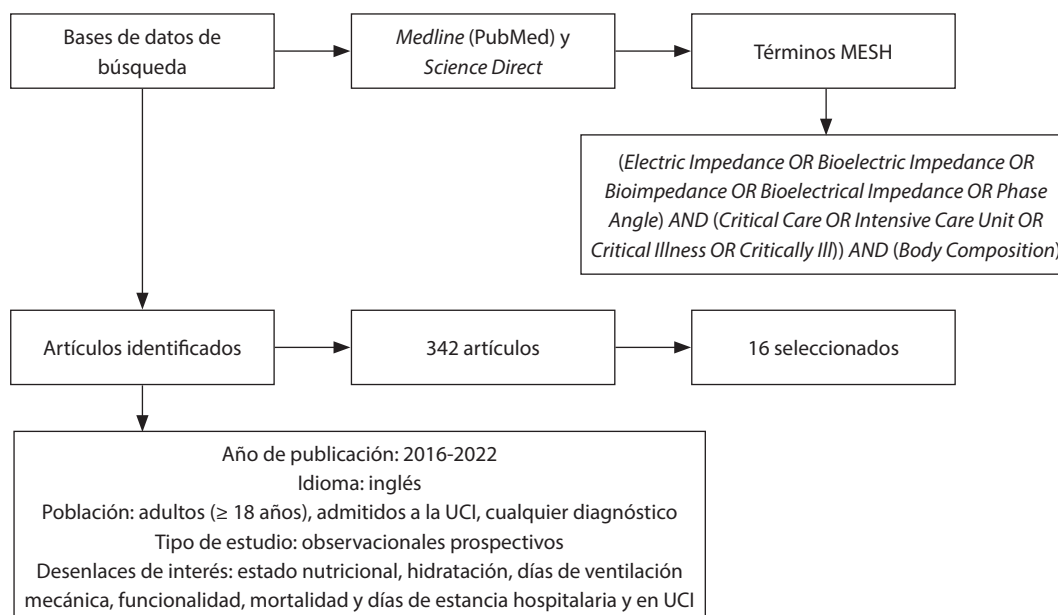 Bases de datos de
búsqueda
Medline (PubMed) y
Science Direct
Términos MESH
(Electric Impedance OR Bioelectric Impedance OR
Bioimpedance OR Bioelectrical Impedance OR Phase
Angle) AND (Critical Care OR Intensive Care Unit OR
Critical Illness OR Critically Ill)) AND (Body Composition)
Artículos identificados
342 artículos
16 seleccionados
Año de publicación: 2016-2022
Idioma: inglés
Población: adultos (≥ 18 años), admitidos a la UCI, cualquier diagnóstico
Tipo de estudio: observacionales prospectivos
Desenlaces de interés: estado nutricional, hidratación, días de ventilación
mecánica, funcionalidad, mortalidad y días de estancia hospitalaria y en UCI